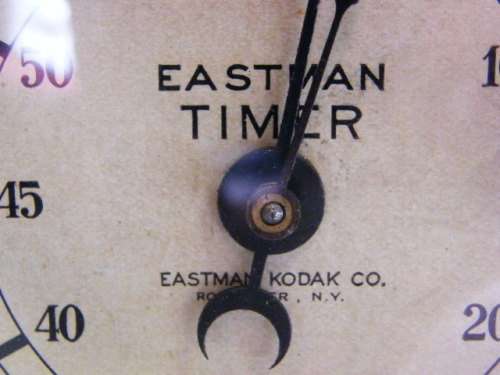 50
EASTMAN
TIMER
45
EASTMAN KODAK CO.
N.Y.
40
20